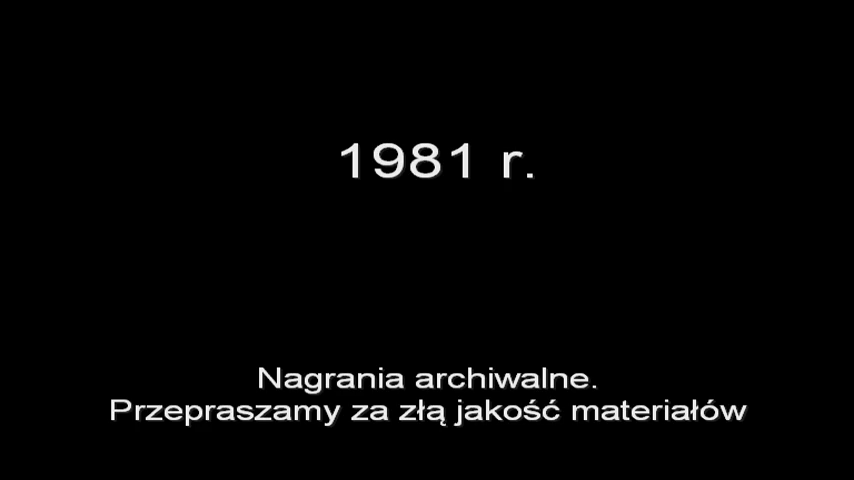 1981 r.
Nagrania archiwalne.
Przepraszamy za złą jakość materiałów